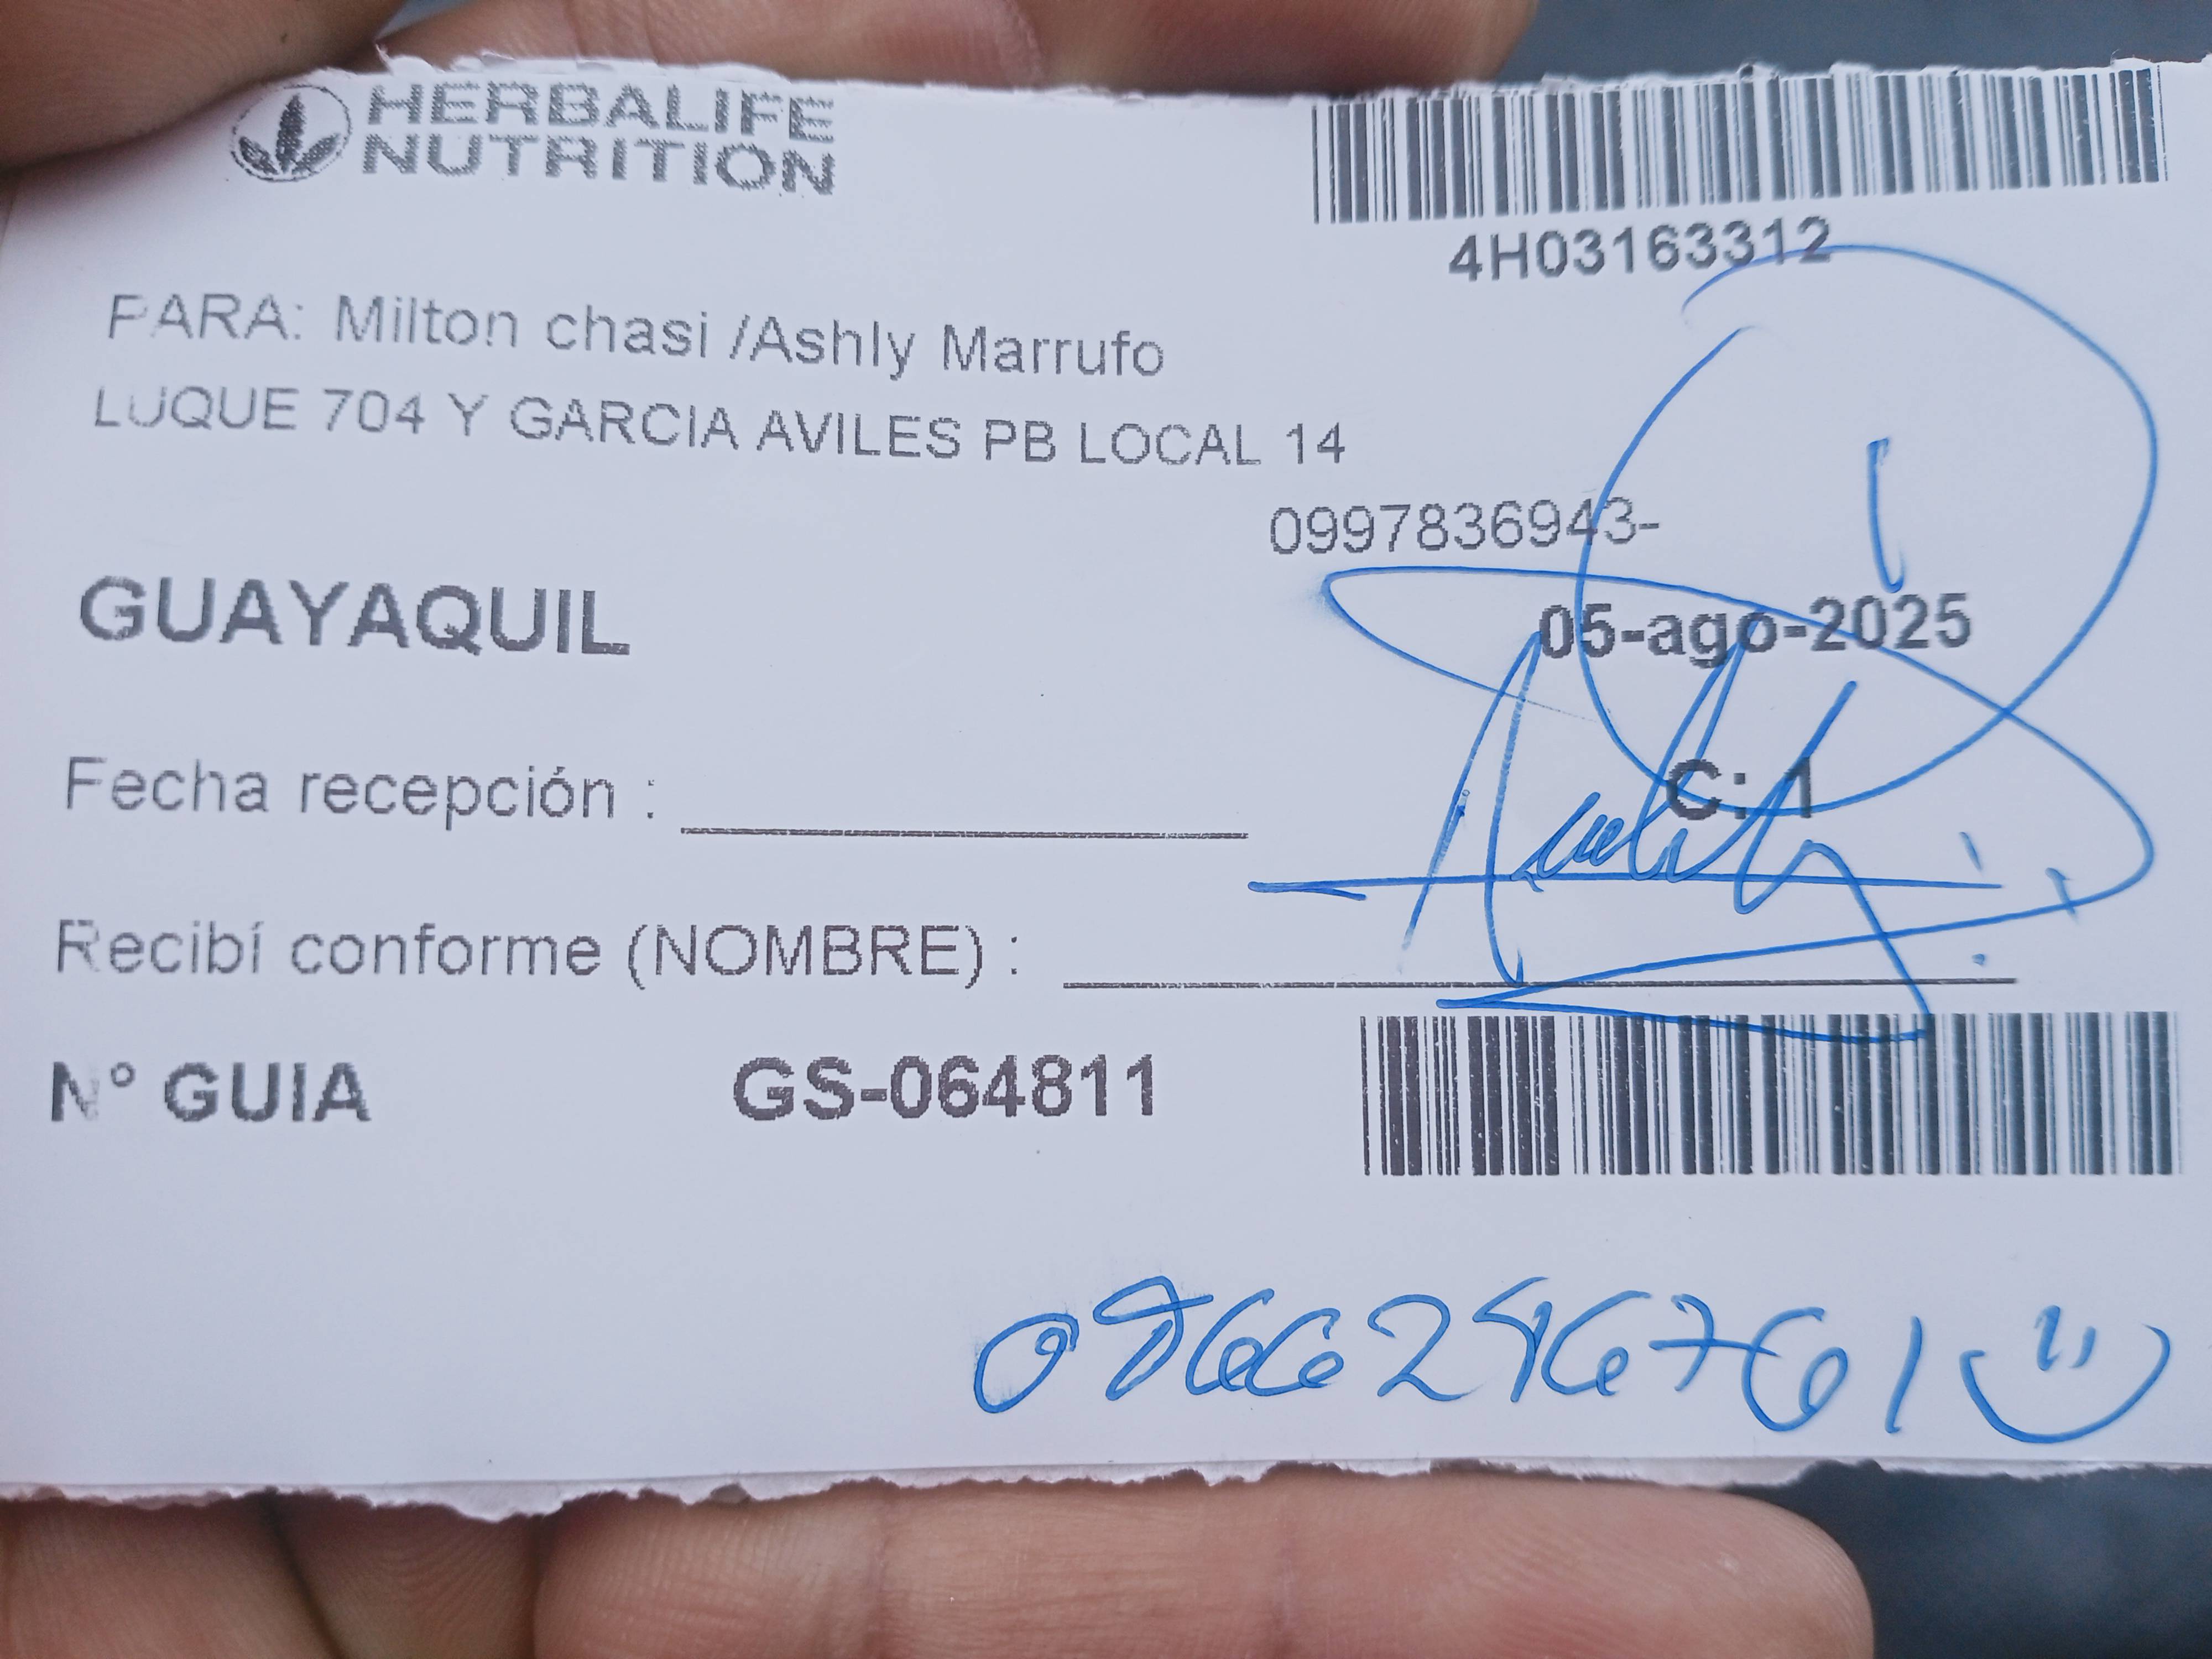 HERBALIFE
NUTRITION
4H03163312
PARA: Milton chasi /Ashly Marrufo
LUQUE 704 Y GARCIA AVILES PB LOCAL 14
0997836943-
GUAYAQUIL
05-ago-2025
Fecha recepción :
C: 1
Recibí conforme (NOMBRE) :
N° GUIA
GS-064811